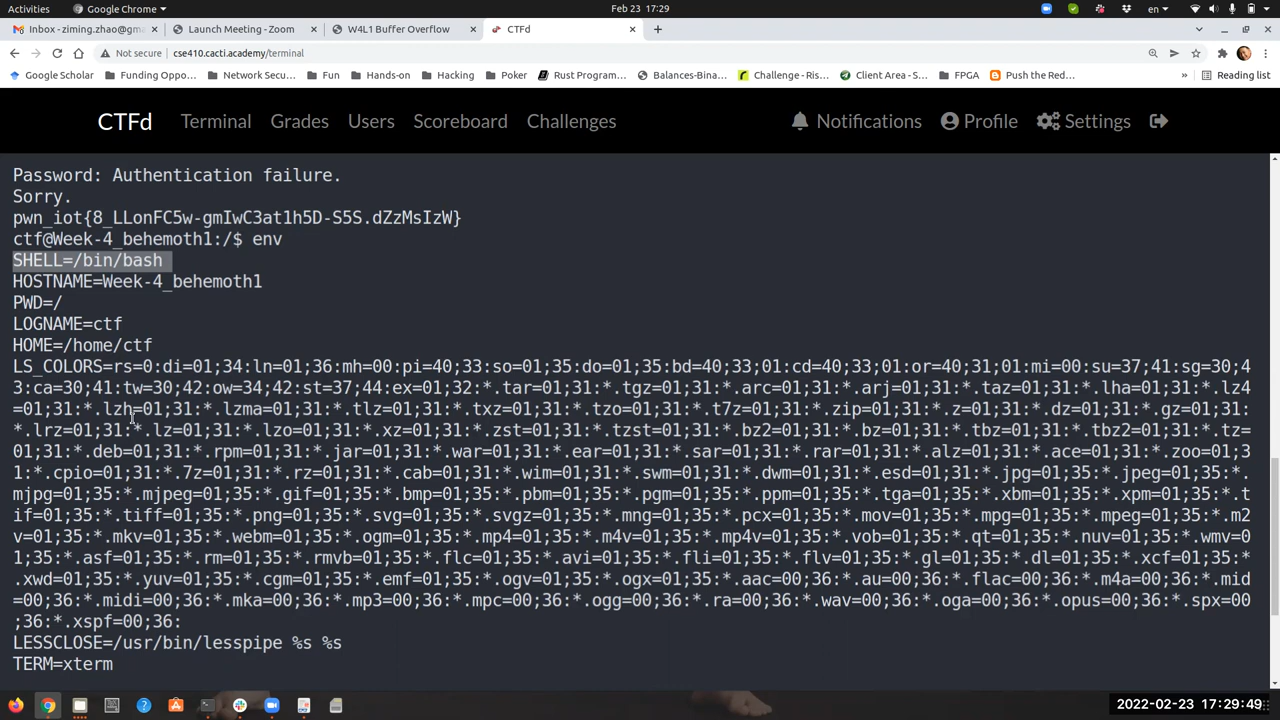 Activities
Google Chrome
Feb 23 17:29
en
Inbox - ziming.zhao@gm
Launch Meeting - Zoom
W4L1 Buffer Overflow
CTFd
Not secure
cse410.cacti.academy/terminal
Google Scholar
Funding Oppo...
Network Secu...
Fun
Hands-on
Hacking
Poker
Rust Program...
Balances-Bina...
Challenge - Ris...
Client Area - S...
FPGA
Push the Red...
»
Reading list
CTFd
Terminal
Grades
Users
Scoreboard
Challenges
Notifications
Profile
Settings
Password: Authentication failure.
Sorry.
pwn_iot{8_LLonFC5w-gmIwC3at1h5D-S5S.dZzMsIzW}
ctf@Week-4_behemoth1:/$ env
SHELL=/bin/bash
HOSTNAME=Week-4_behemoth1
PWD=/
LOGNAME=ctf
HOME=/home/ctf
LS_COLORS=rs=0:di=01;34:ln=01;36:mh=00:pi=40;33:so=01;35:do=01;35:bd=40;33;01:cd=40;33;01:or=40;31;01:mi=00:su=37;41:sg=30;4
3:ca=30;41:tw=30;42:ow=34;42:st=37;44:ex=01;32:*.tar=01;31:*.tgz=01;31:*.arc=01;31:*.arj=01;31:*.taz=01;31:*.lha=01;31:*.lz4
=01;31:*.lzh=01;31:*.lzma=01;31:*.tlz=01;31:*.txz=01;31:*.tzo=01;31:*.t7z=01;31:*.zip=01;31:*.z=01;31:*.dz=01;31:*.gz=01;31:
*.lrz=01;31:*.lz=01;31:*.lzo=01;31:*.xz=01;31:*.zst=01;31:*.tzst=01;31:*.bz2=01;31:*.bz=01;31:*.tbz=01;31:*.tbz2=01;31:*.tz=
01;31:*.deb=01;31:*.rpm=01;31:*.jar=01;31:*.war=01;31:*.ear=01;31:*.sar=01;31:*.rar=01;31:*.alz=01;31:*.ace=01;31:*.zoo=01;3
1:*.cpio=01;31:*.7z=01;31:*.rz=01;31:*.cab=01;31:*.wim=01;31:*.swm=01;31:*.dwm=01;31:*.esd=01;31:*.jpg=01;35:*.jpeg=01;35:*.
mjpg=01;35:*.mjpeg=01;35:*.gif=01;35:*.bmp=01;35:*.pbm=01;35:*.pgm=01;35:*.ppm=01;35:*.tga=01;35:*.xbm=01;35:*.xpm=01;35:*.t
if=01;35:*.tiff=01;35:*.png=01;35:*.svg=01;35:*.svgz=01;35:*.mng=01;35:*.pcx=01;35:*.mov=01;35:*.mpg=01;35:*.mpeg=01;35:*.m2
v=01;35:*.mkv=01;35:*.webm=01;35:*.ogm=01;35:*.mp4=01;35:*.m4v=01;35:*.mp4v=01;35:*.vob=01;35:*.qt=01;35:*.nuv=01;35:*.wmv=0
1;35:*.asf=01;35:*.rm=01;35:*.rmvb=01;35:*.flc=01;35:*.avi=01;35:*.fli=01;35:*.flv=01;35:*.gl=01;35:*.dl=01;35:*.xcf=01;35:*
.xwd=01;35:*.yuv=01;35:*.cgm=01;35:*.emf=01;35:*.ogv=01;35:*.ogx=01;35:*.aac=00;36:*.au=00;36:*.flac=00;36:*.m4a=00;36:*.mid
=00;36:*.midi=00;36:*.mka=00;36:*.mp3=00;36:*.mpc=00;36:*.ogg=00;36:*.ra=00;36:*.wav=00;36:*.oga=00;36:*.opus=00;36:*.spx=00
;36:*.xspf=00;36:
LESSCLOSE=/usr/bin/lesspipe %s %s
TERM=xterm
2022-02-23 17:29:49